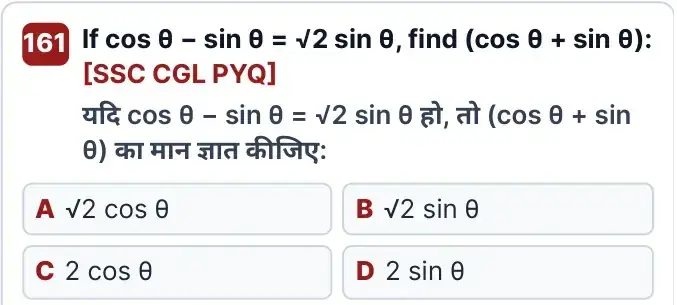 161 If cos θ − sin θ = √2 sin θ, find (cos θ + sin θ):
[SSC CGL PYQ]
यदि cos θ − sin θ = √2 sin θ हो, तो (cos θ + sin
θ) का मान ज्ञात कीजिए:
A √2 cos θ
B √2 sin θ
C 2 cos θ
D 2 sin θ